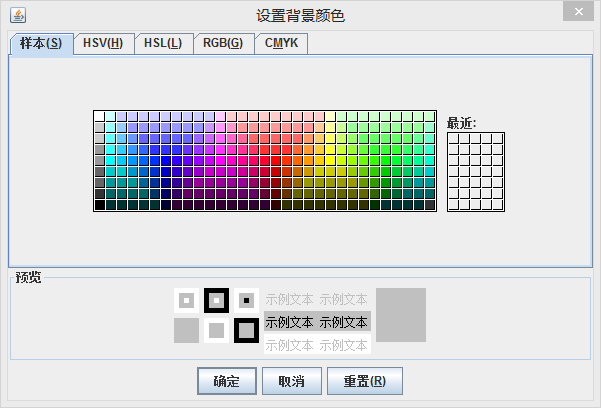 设置背景颜色
样本(S) HSV(H) HSL(L) RGB(G) CMYK
最近:
预览
示例文本 示例文本
示例文本 示例文本
示例文本 示例文本
确定 取消 重置(R)